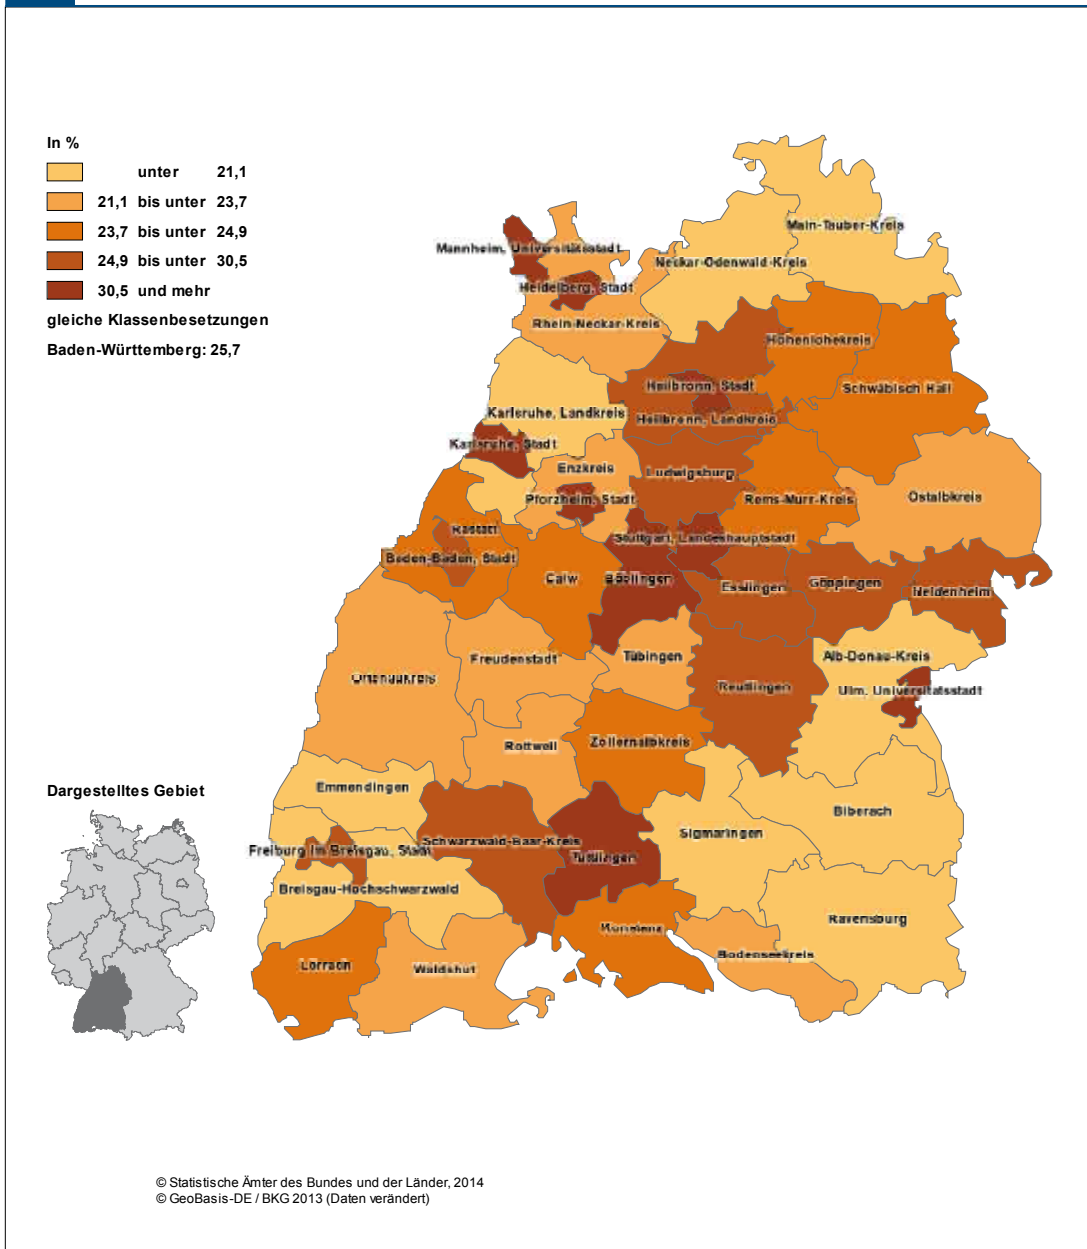 In %
unter 21,1
21,1 bis unter 23,7
23,7 bis unter 24,9
24,9 bis unter 30,5
30,5 und mehr
gleiche Klassenbesetzungen
Baden-Württemberg: 25,7
Main-Tauber-Kreis
Mannheim, Universitätsstadt
Neckar-Odenwald-Kreis
Heidelberg, Stadt
Rhein-Neckar-Kreis
Hohenlohekreis
Heilbronn, Stadt
Schwäbisch Hall
Karlsruhe, Landkreis
Heilbronn, Landkreis
Karlsruhe, Stadt
Enzkreis
Ludwigsburg
Pforzheim, Stadt
Rems-Murr-Kreis
Ostalbkreis
Rastatt
Stuttgart, Landeshauptstadt
Baden-Baden, Stadt
Calw
Böblingen
Esslingen
Göppingen
Heidenheim
Freudenstadt
Tübingen
Alb-Donau-Kreis
Ortenaukreis
Reutlingen
Ulm, Universitätsstadt
Rottweil
Zollernalbkreis
Emmendingen
Biberach
Sigmaringen
Schwarzwald-Baar-Kreis
Freiburg im Breisgau, Stadt
Tuttlingen
Breisgau-Hochschwarzwald
Ravensburg
Konstanz
Bodenseekreis
Lörrach
Waldshut
Dargestelltes Gebiet
© Statistische Ämter des Bundes und der Länder, 2014
© GeoBasis-DE / BKG 2013 (Daten verändert)